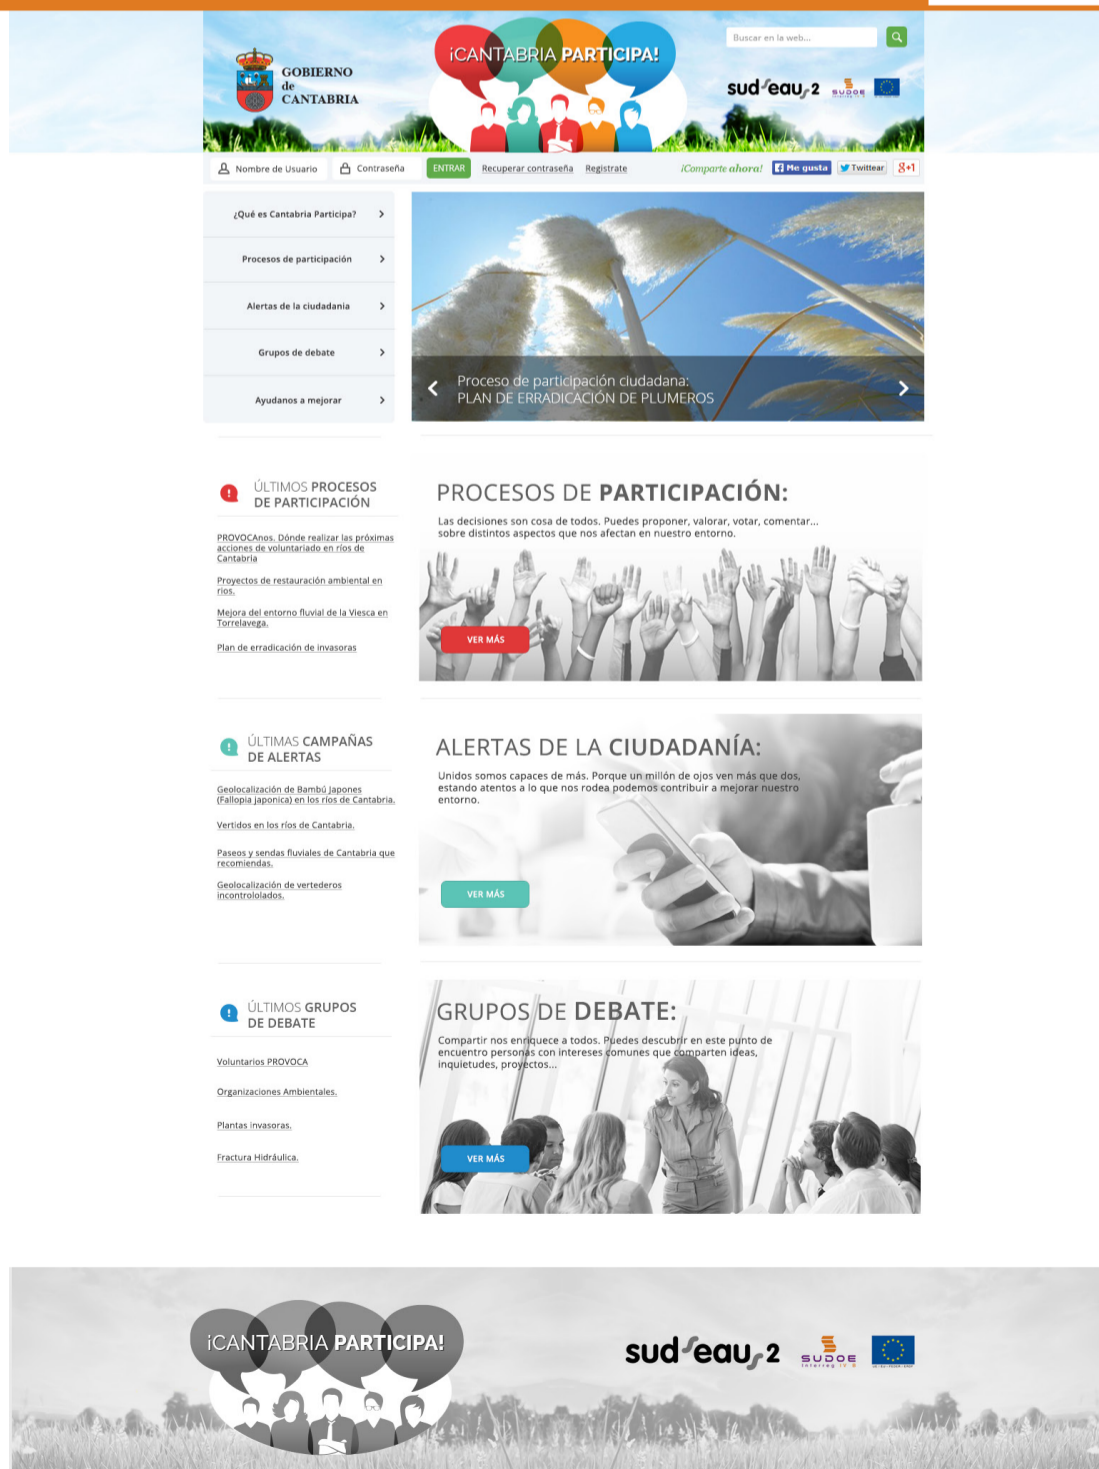 GOBIERNO
de
CANTABRIA
¡CANTABRIA PARTICIPA!
Buscar en la web...
sud eau 2
SUDOE
Nombre de Usuario
Contraseña
ENTRAR
Recuperar contraseña
Registrate
¡Comparte ahora!
Me gusta
Twittear
g+1
¿Qué es Cantabria Participa?
Procesos de participación
Alertas de la ciudadania
Grupos de debate
Ayudanos a mejorar
Proceso de participación ciudadana:
PLAN DE ERRADICACIÓN DE PLUMEROS
ÚLTIMOS PROCESOS
DE PARTICIPACIÓN
PROVOCAnos. Dónde realizar las próximas
acciones de voluntariado en ríos de
Cantabria
Proyectos de restauración ambiental en
rios.
Mejora del entorno fluvial de la Viesca en
Torrelavega.
Plan de erradicación de invasoras
PROCESOS DE PARTICIPACIÓN:
Las decisiones son cosa de todos. Puedes proponer, valorar, votar, comentar...
sobre distintos aspectos que nos afectan en nuestro entorno.
VER MÁS
ÚLTIMAS CAMPAÑAS
DE ALERTAS
Geolocalización de Bambú Japones
(Fallopia japonica) en los ríos de Cantabria.
Vertidos en los ríos de Cantabria.
Paseos y sendas fluviales de Cantabria que
recomiendas.
Geolocalización de vertederos
incontrololados.
ALERTAS DE LA CIUDADANÍA:
Unidos somos capaces de más. Porque un millón de ojos ven más que dos,
estando atentos a lo que nos rodea podemos contribuir a mejorar nuestro
entorno.
VER MÁS
ÚLTIMOS GRUPOS
DE DEBATE
Voluntarios PROVOCA
Organizaciones Ambientales.
Plantas invasoras.
Fractura Hidráulica.
GRUPOS DE DEBATE:
Compartir nos enriquece a todos. Puedes descubrir en este punto de
encuentro personas con intereses comunes que comparten ideas,
inquietudes, proyectos...
VER MÁS
¡CANTABRIA PARTICIPA!
sud eau 2
SUDOE
Interreg IV B